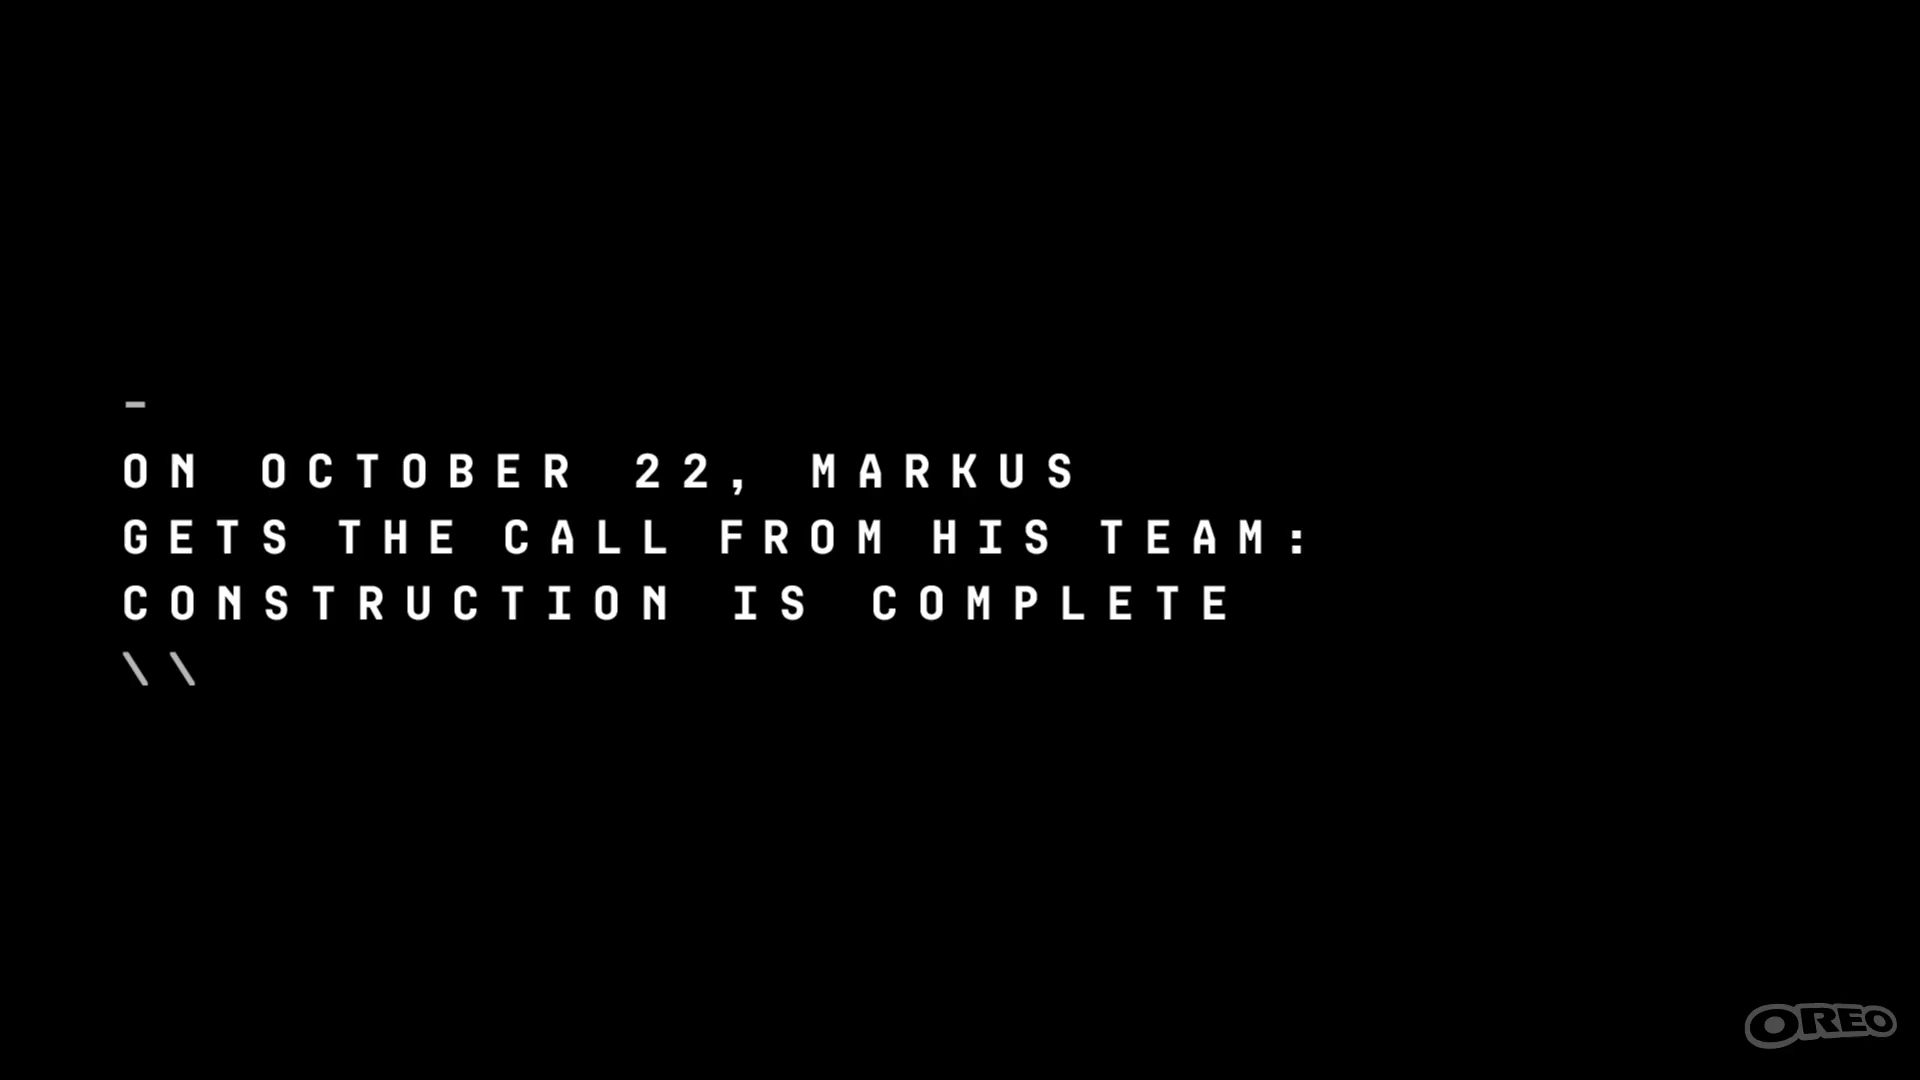 -
ON OCTOBER 22, MARKUS
GETS THE CALL FROM HIS TEAM:
CONSTRUCTION IS COMPLETE
\\
OREO